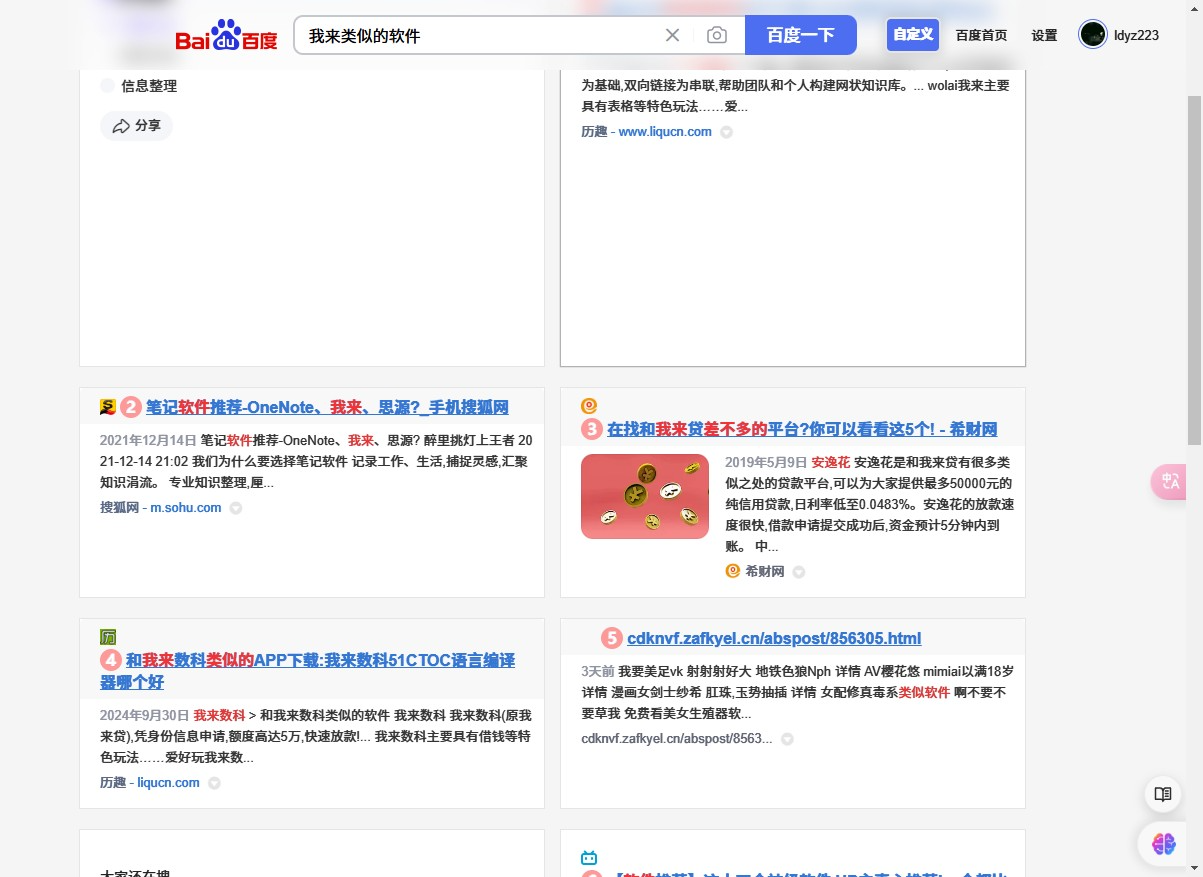 Bai du 百度
我来类似的软件
百度一下
自定义
百度首页
设置
ldyz223
信息整理
分享
为基础,双向链接为串联,帮助团队和个人构建网状知识库。... wolai我来主要
具有表格等特色玩法……爱...
历趣 - www.liqucn.com
2 笔记软件推荐-OneNote、我来、思源?_手机搜狐网
2021年12月14日 笔记软件推荐-OneNote、我来、思源? 醉里挑灯上王者 20
21-12-14 21:02 我们为什么要选择笔记软件 记录工作、生活,捕捉灵感,汇聚
知识涓流。 专业知识整理,厘...
搜狐网 - m.sohu.com
3 在找和我来贷差不多的平台?你可以看看这5个! - 希财网
2019年5月9日 安逸花 安逸花是和我来贷有很多类
似之处的贷款平台,可以为大家提供最多50000元的
纯信用贷款,日利率低至0.0483%。安逸花的放款速
度很快,借款申请提交成功后,资金预计5分钟内到
账。 中...
希财网
4 和我来数科类似的APP下载:我来数科51CTOC语言编译
器哪个好
2024年9月30日 我来数科 > 和我来数科类似的软件 我来数科 我来数科(原我
来贷),凭身份信息申请,额度高达5万,快速放款!... 我来数科主要具有借钱等特
色玩法……爱好玩我来数...
历趣 - liqucn.com
5 cdknvf.zafkyel.cn/abspost/856305.html
3天前 我要美足vk 射射射好大 地铁色狼Nph 详情 AV樱花悠 mimiai以满18岁
详情 漫画女剑士纱希 肛珠,玉势抽插 详情 女配修真毒系类似软件 啊不要不
要草我 免费看美女生殖器软...
cdknvf.zafkyel.cn/abspost/8563...
大家还在搜